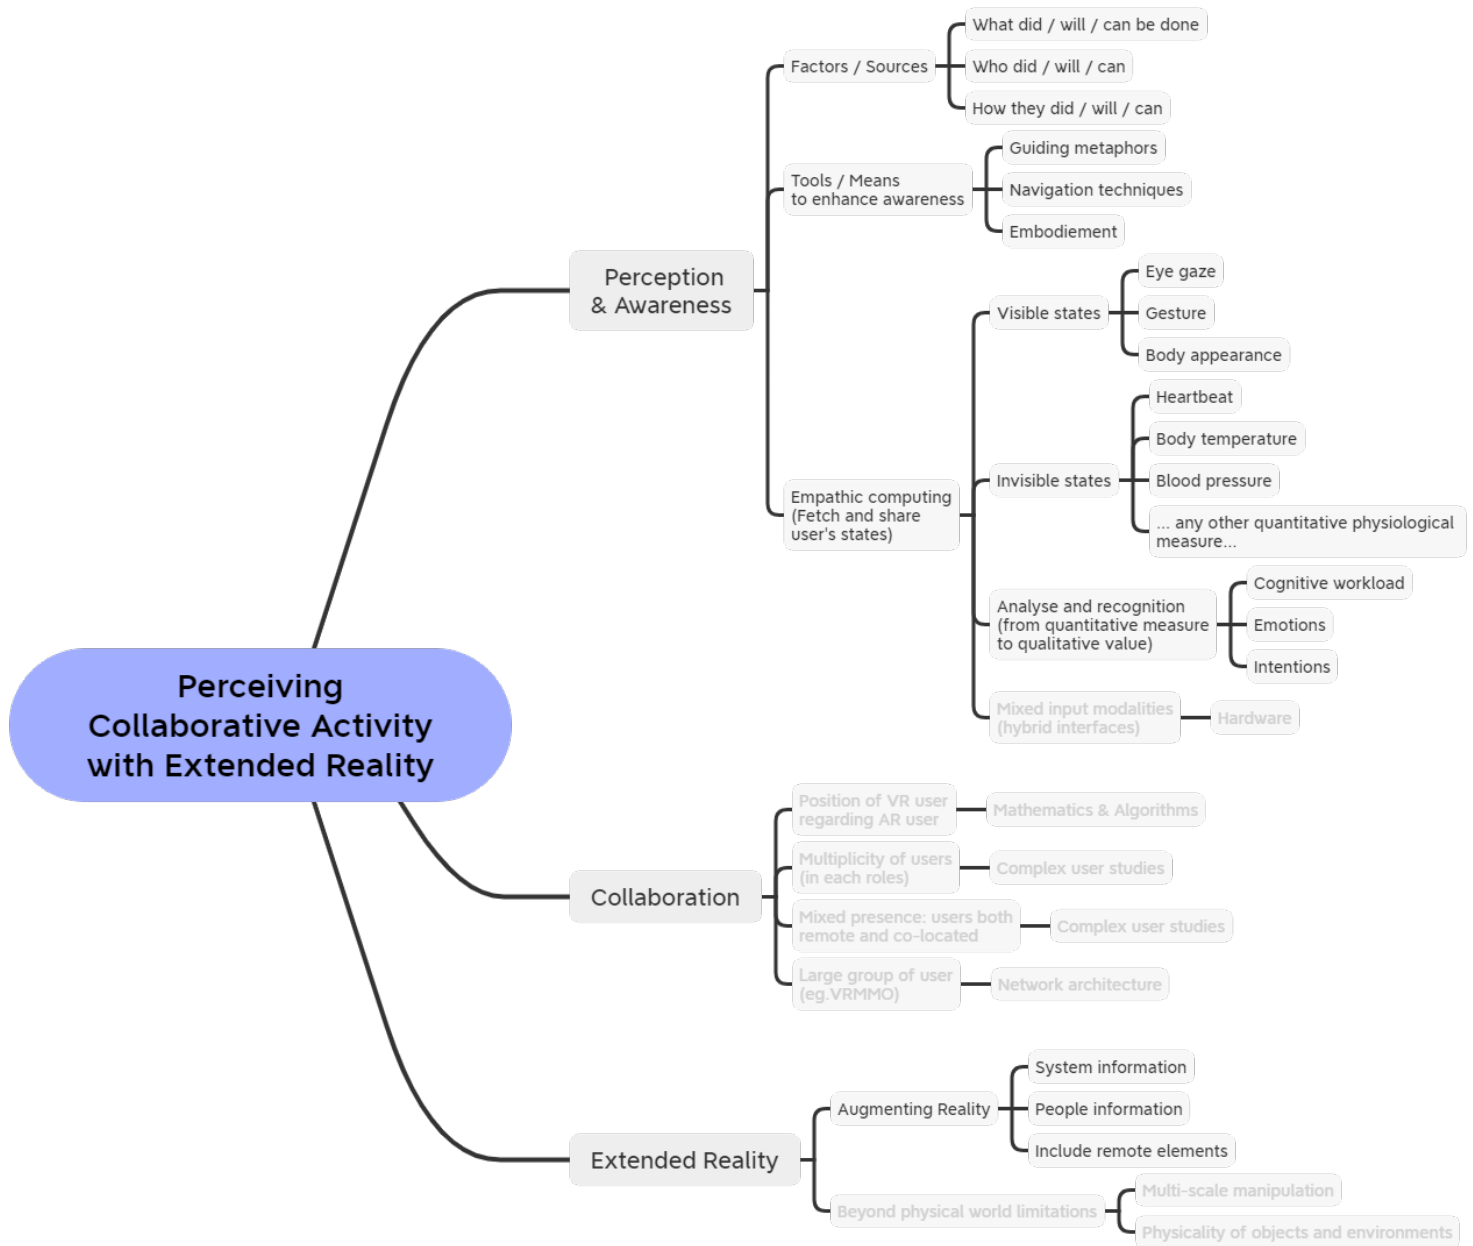 What did / will / can be done
Factors / Sources
Who did / will / can
How they did / will / can
Guiding metaphors
Tools / Means
to enhance awareness
Navigation techniques
Embodiement
Perception
& Awareness
Eye gaze
Visible states
Gesture
Body appearance
Heartbeat
Body temperature
Invisible states
Blood pressure
... any other quantitative physiological
measure...
Empathic computing
(Fetch and share
user's states)
Cognitive workload
Analyse and recognition
(from quantitative measure
to qualitative value)
Emotions
Intentions
Mixed input modalities
(hybrid interfaces)
Hardware
Perceiving
Collaborative Activity
with Extended Reality
Position of VR user
regarding AR user
Mathematics & Algorithms
Multiplicity of users
(in each roles)
Complex user studies
Collaboration
Mixed presence: users both
remote and co-located
Complex user studies
Large group of user
(eg.VRMMO)
Network architecture
System information
Augmenting Reality
People information
Include remote elements
Extended Reality
Multi-scale manipulation
Beyond physical world limitations
Physicality of objects and environments